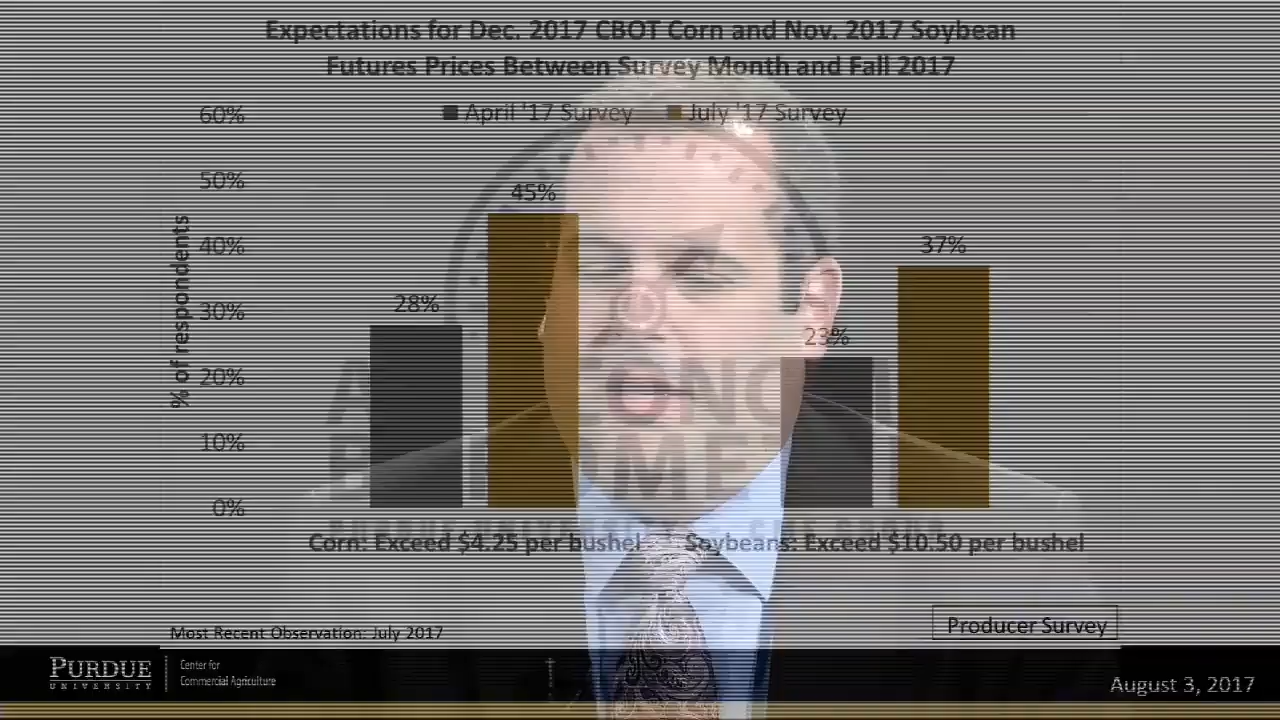 Expectations for Dec. 2017 CBOT Corn and Nov. 2017 Soybean
Futures Prices Between Survey Month and Fall 2017
April '17 Survey July '17 Survey
60%
50%
40%
30%
20%
10%
0%
% of respondents
28%
45%
23%
37%
Corn: Exceed $4.25 per bushel
Soybeans: Exceed $10.50 per bushel
Most Recent Observation: July 2017
Producer Survey
PURDUE
UNIVERSITY
Center for
Commercial Agriculture
August 3, 2017